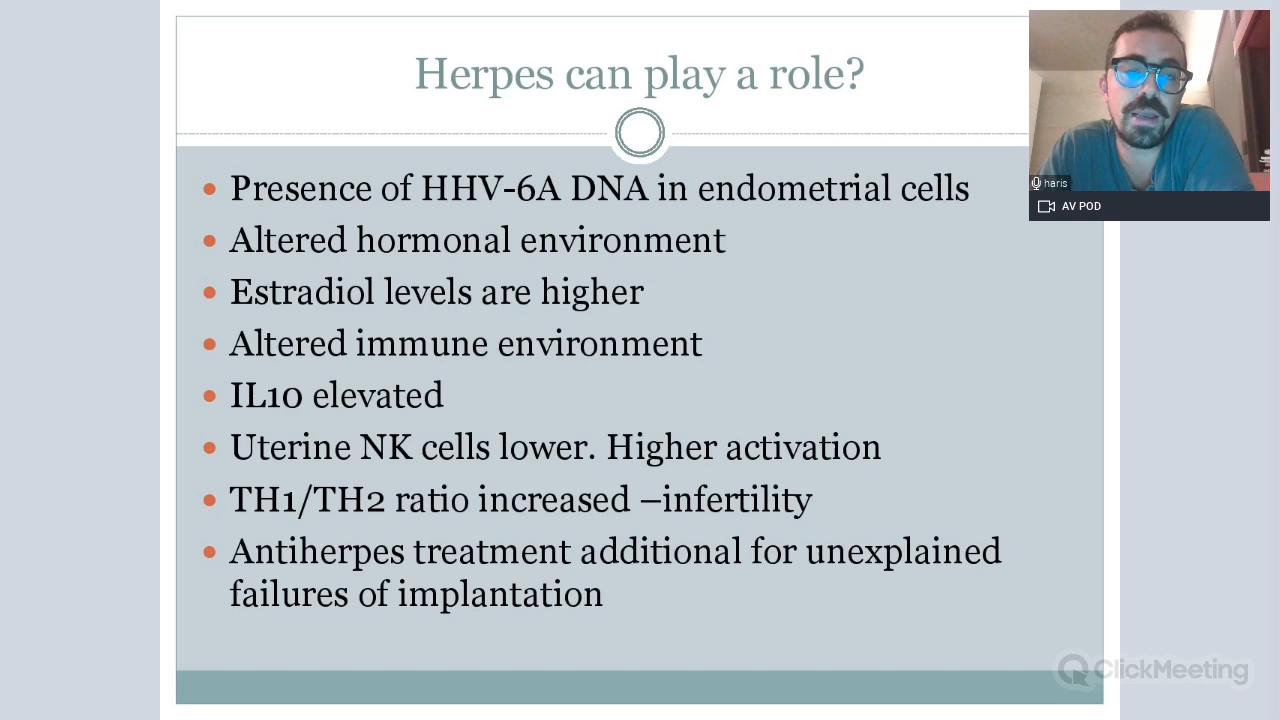 Herpes can play a role?
• Presence of HHV-6A DNA in endometrial cells
• Altered hormonal environment
• Estradiol levels are higher
• Altered immune environment
• IL10 elevated
• Uterine NK cells lower. Higher activation
• TH1/TH2 ratio increased –infertility
• Antiherpes treatment additional for unexplained
failures of implantation
haris
AV POD
ClickMeeting